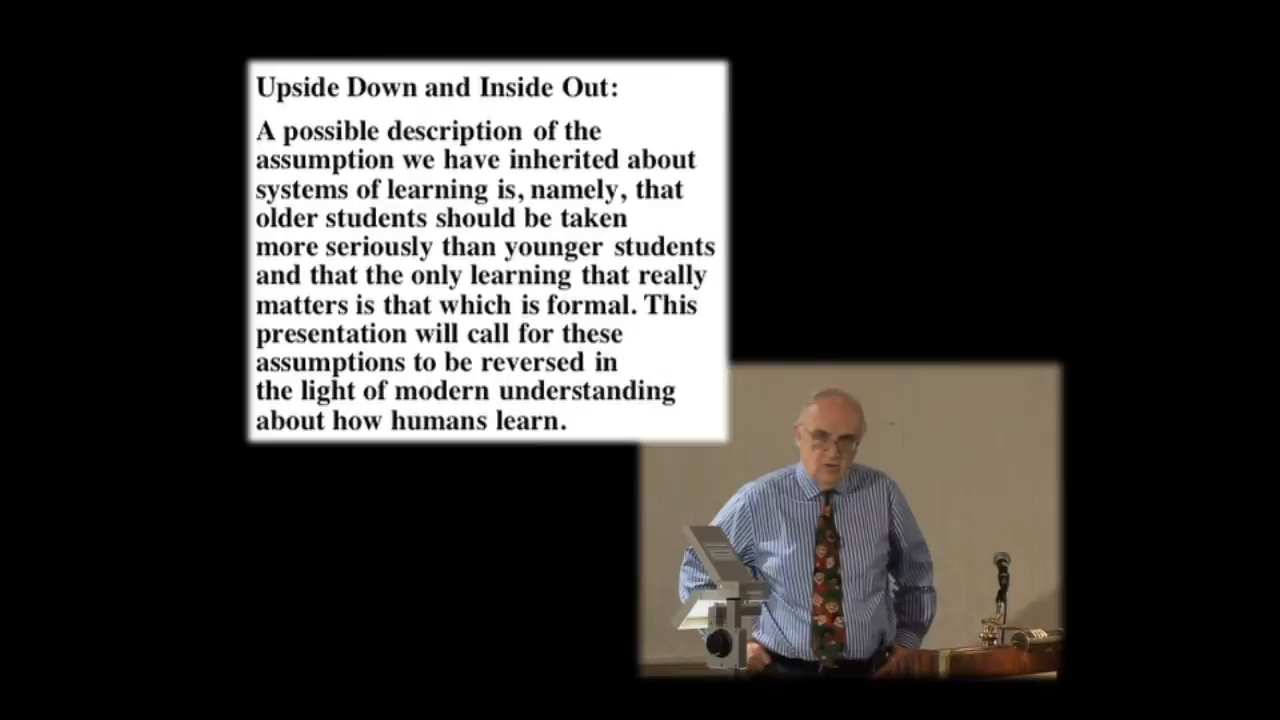 Upside Down and Inside Out:
A possible description of the
assumption we have inherited about
systems of learning is, namely, that
older students should be taken
more seriously than younger students
and that the only learning that really
matters is that which is formal. This
presentation will call for these
assumptions to be reversed in
the light of modern understanding
about how humans learn.